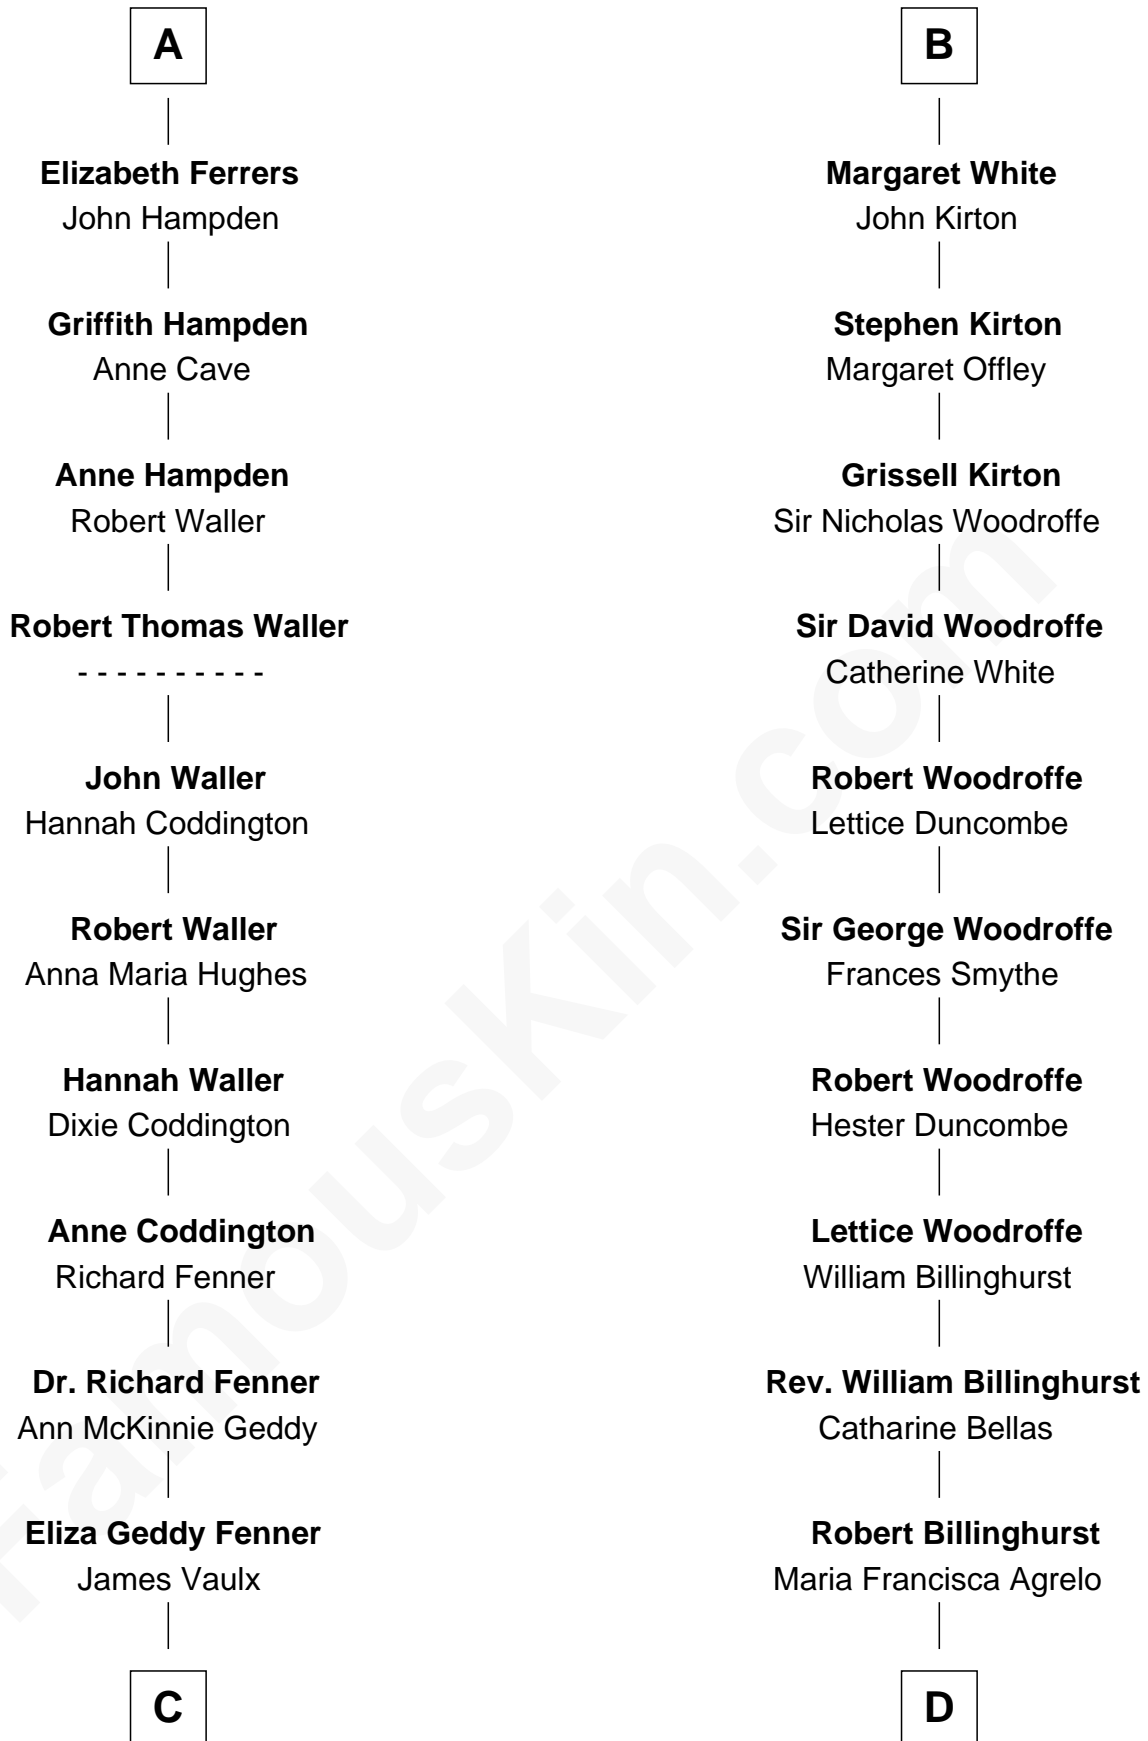 A
Elizabeth Ferrers
John Hampden
Griffith Hampden
Anne Cave
Anne Hampden
Robert Waller
Robert Thomas Waller
- - - - - - - - - -
John Waller
Hannah Coddington
Robert Waller
Anna Maria Hughes
Hannah Waller
Dixie Coddington
Anne Coddington
Richard Fenner
Dr. Richard Fenner
Ann McKinnie Geddy
Eliza Geddy Fenner
James Vaulx
C
B
Margaret White
John Kirton
Stephen Kirton
Margaret Offley
Grissell Kirton
Sir Nicholas Woodroffe
Sir David Woodroffe
Catherine White
Robert Woodroffe
Lettice Duncombe
Sir George Woodroffe
Frances Smythe
Robert Woodroffe
Hester Duncombe
Lettice Woodroffe
William Billinghurst
Rev. William Billinghurst
Catharine Bellas
Robert Billinghurst
Maria Francisca Agrelo
D
FamousKin.com